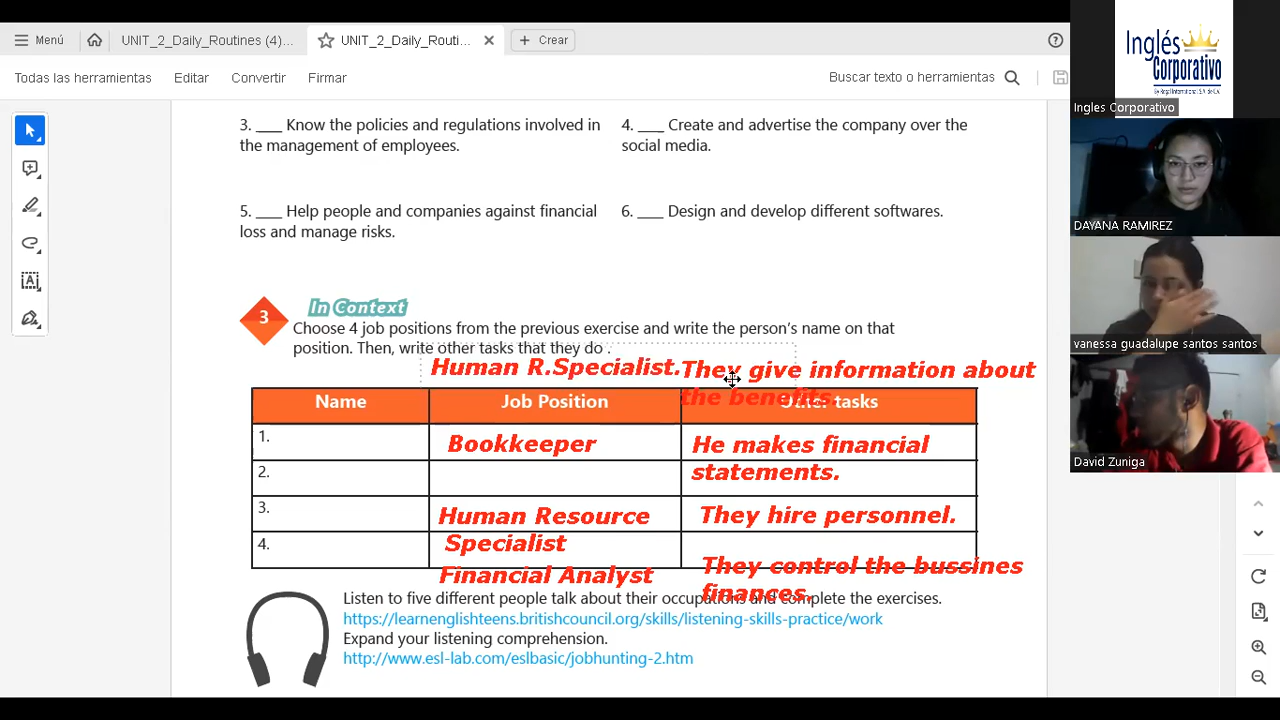 Menú
UNIT_2_Daily_Routines (4)...
UNIT_2_Daily_Routi...
Crear
Todas las herramientas
Editar
Convertir
Firmar
Buscar texto o herramientas
3. ___ Know the policies and regulations involved in
the management of employees.
4. ___ Create and advertise the company over the
social media.
5. ___ Help people and companies against financial
loss and manage risks.
6. ___ Design and develop different softwares.
3
In Context
Choose 4 job positions from the previous exercise and write the person's name on that
position. Then, write other tasks that they do .
Human R.Specialist.
They give information about
the benefits.
Name
Job Position
Other tasks
1.
Bookkeeper
He makes financial
statements.
2.
3.
Human Resource
Specialist
They hire personnel.
4.
Financial Analyst
They control the bussines
finances.
Listen to five different people talk about their occupations and complete the exercises.
https://learnenglishteens.britishcouncil.org/skills/listening-skills-practice/work
Expand your listening comprehension.
http://www.esl-lab.com/eslbasic/jobhunting-2.htm
Inglés
Corporativo
By Regal International S.A. de C.V.
Ingles Corporativo
DAYANA RAMIREZ
vanessa guadalupe santos santos
David Zuniga